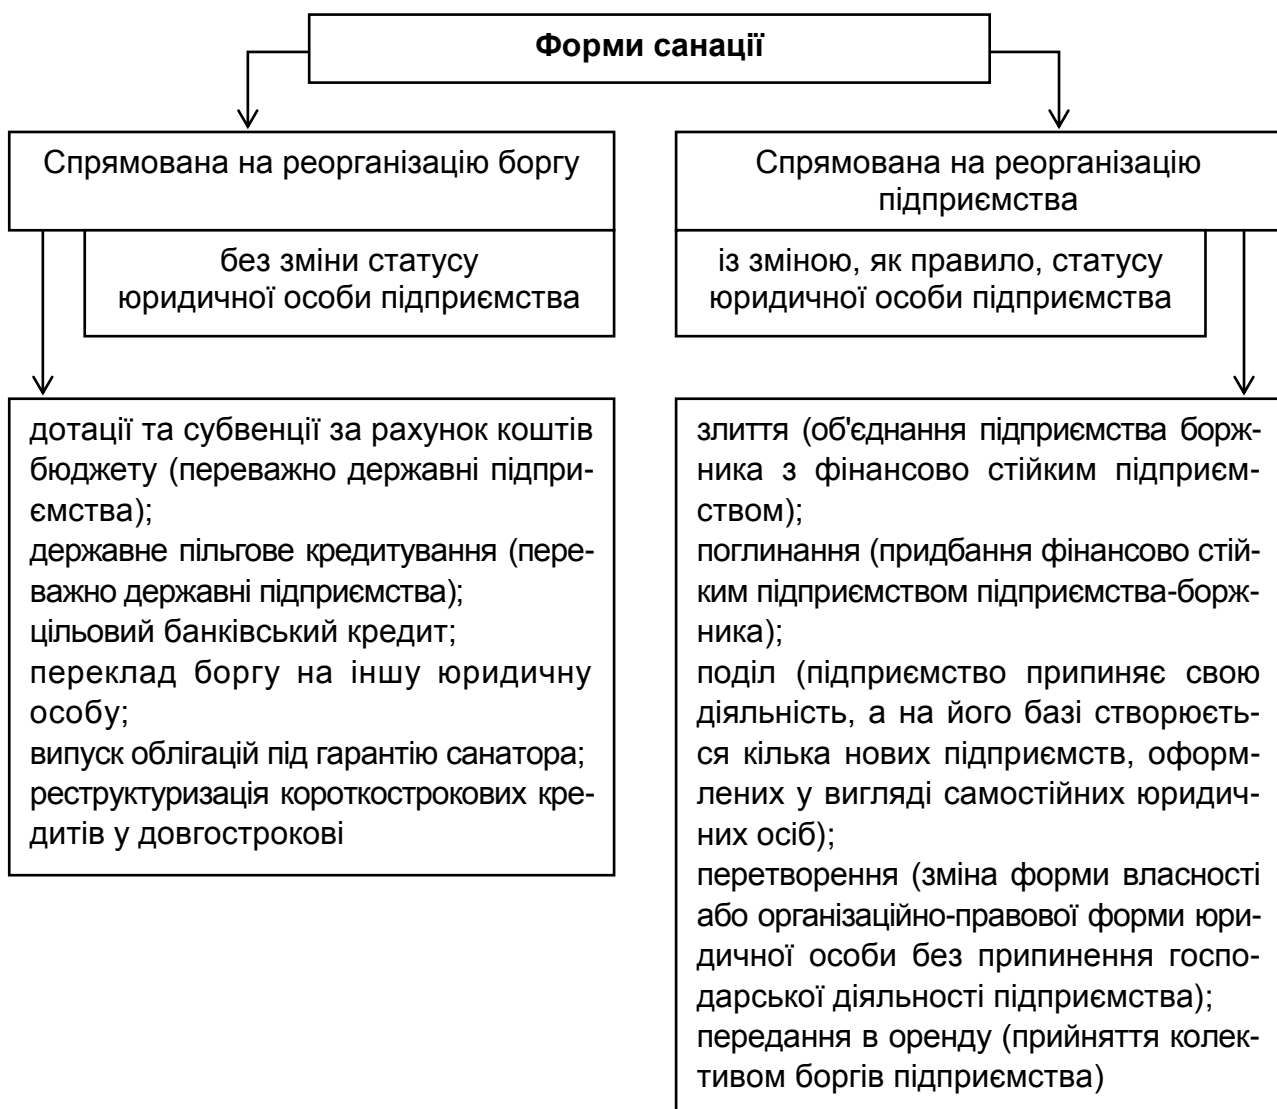 Форми санації
Спрямована на реорганізацію боргу
без зміни статусу
юридичної особи підприємства
дотації та субвенції за рахунок коштів
бюджету (переважно державні підпри-
ємства);
державне пільгове кредитування (пере-
важно державні підприємства);
цільовий банківський кредит;
переклад боргу на іншу юридичну
особу;
випуск облігацій під гарантію санатора;
реструктуризація короткострокових кре-
дитів у довгострокові
Спрямована на реорганізацію
підприємства
із зміною, як правило, статусу
юридичної особи підприємства
злиття (об'єднання підприємства борж-
ника з фінансово стійким підприєм-
ством);
поглинання (придбання фінансово стій-
ким підприємством підприємства-борж-
ника);
поділ (підприємство припиняє свою
діяльність, а на його базі створюєть-
ся кілька нових підприємств, оформ-
лених у вигляді самостійних юридич-
них осіб);
перетворення (зміна форми власності
або організаційно-правової форми юри-
дичної особи без припинення госпо-
дарської діяльності підприємства);
передання в оренду (прийняття колек-
тивом боргів підприємства)